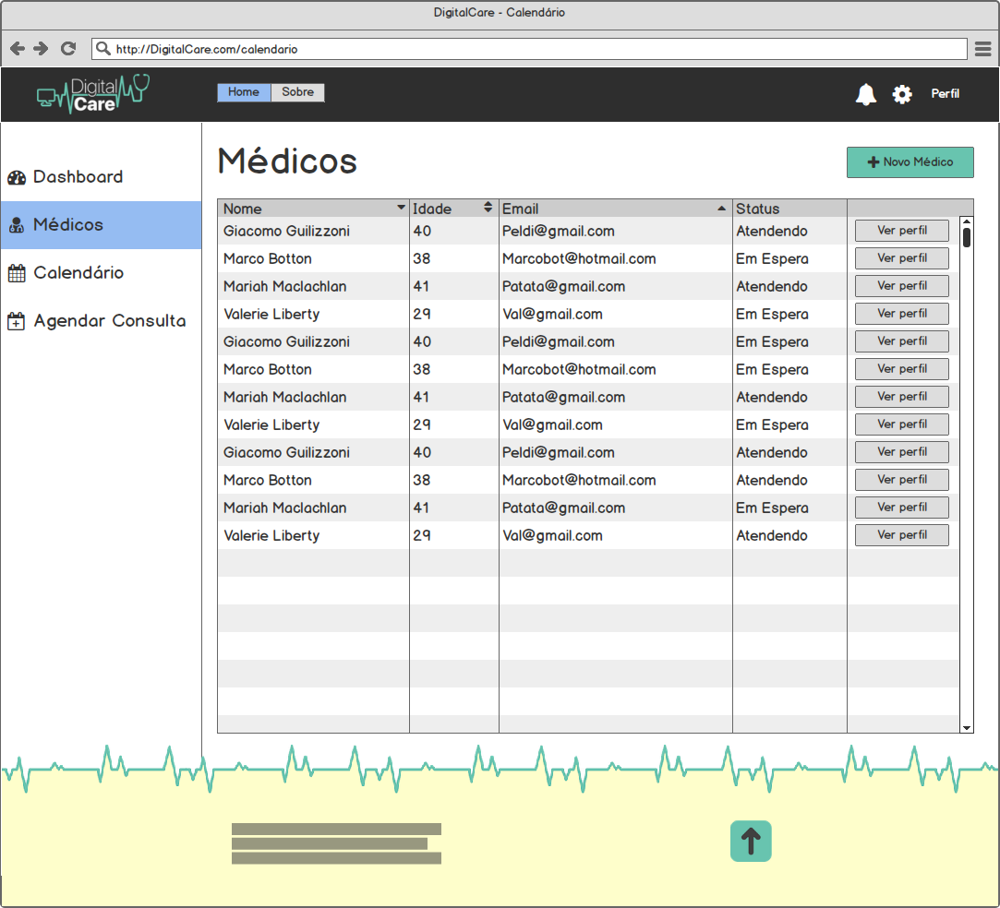 DigitalCare - Calendário
http://DigitalCare.com/calendario
Digital
Care
Home Sobre
Perfil
Dashboard
Médicos
Calendário
Agendar Consulta
Médicos
Novo Médico
Nome Idade Email Status
Giacomo Guilizzoni 40 Peldi@gmail.com Atendendo Ver perfil
Marco Botton 38 Marcobot@hotmail.com Em Espera Ver perfil
Mariah Maclachlan 41 Patata@gmail.com Atendendo Ver perfil
Valerie Liberty 29 Val@gmail.com Em Espera Ver perfil
Giacomo Guilizzoni 40 Peldi@gmail.com Em Espera Ver perfil
Marco Botton 38 Marcobot@hotmail.com Em Espera Ver perfil
Mariah Maclachlan 41 Patata@gmail.com Atendendo Ver perfil
Valerie Liberty 29 Val@gmail.com Em Espera Ver perfil
Giacomo Guilizzoni 40 Peldi@gmail.com Atendendo Ver perfil
Marco Botton 38 Marcobot@hotmail.com Atendendo Ver perfil
Mariah Maclachlan 41 Patata@gmail.com Em Espera Ver perfil
Valerie Liberty 29 Val@gmail.com Atendendo Ver perfil